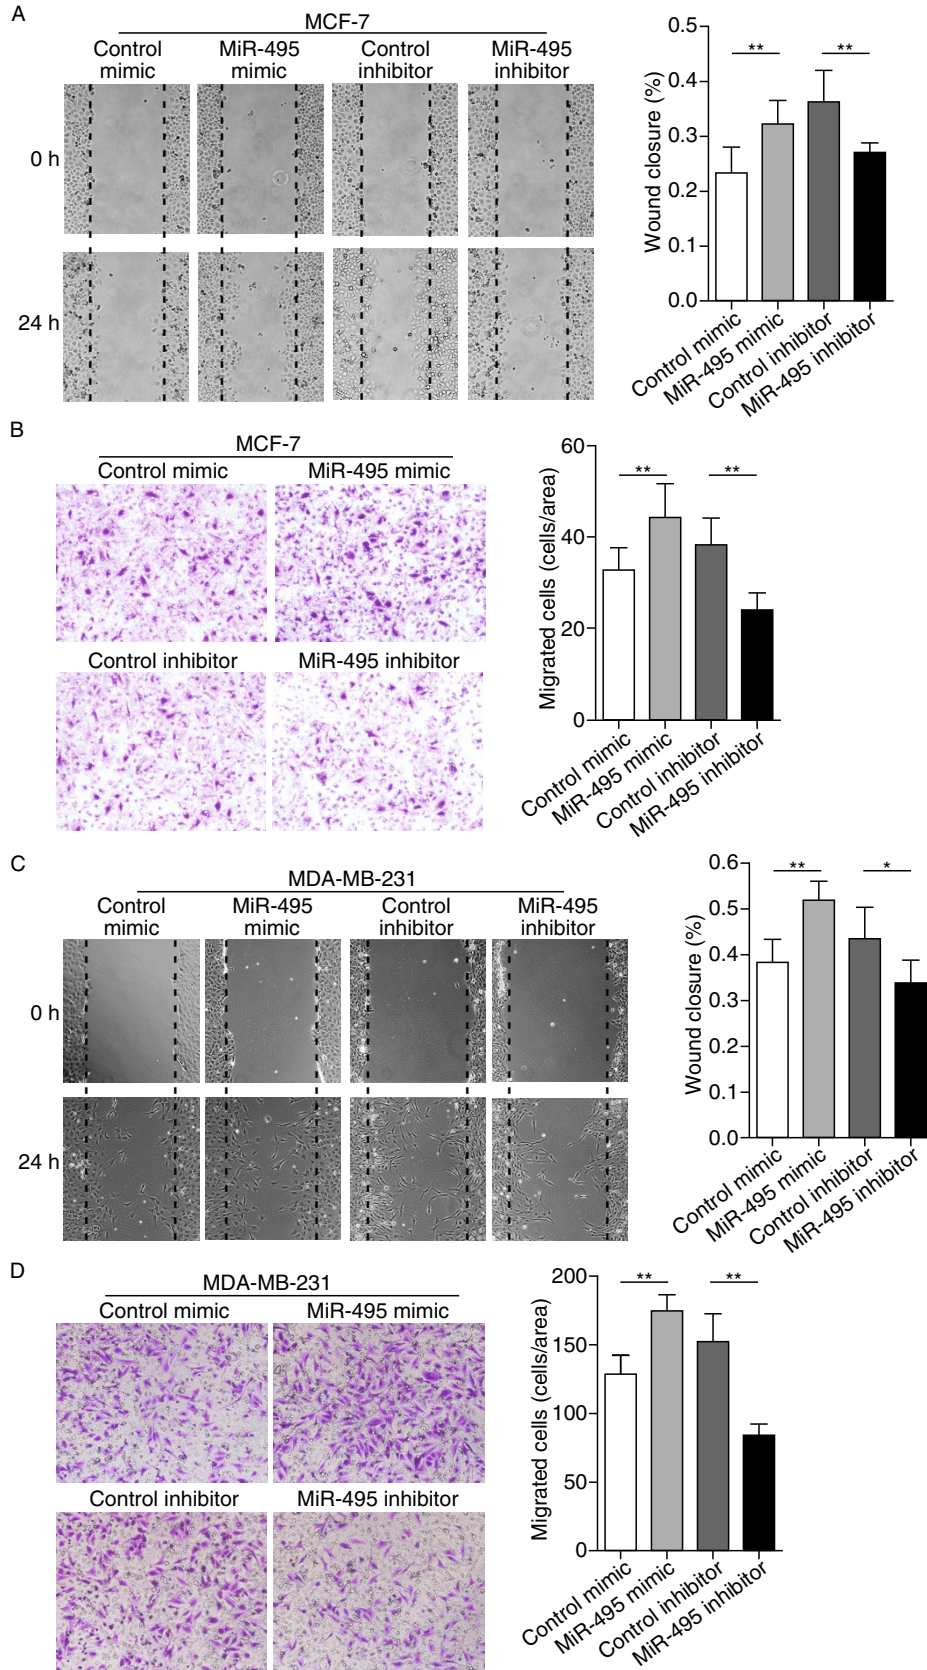 A
MCF-7
Control mimic
MiR-495 mimic
Control inhibitor
MiR-495 inhibitor
0 h
24 h
Wound closure (%)
0.5
0.4
0.3
0.2
0.1
0.0
** **
Control mimic
MiR-495 mimic
Control inhibitor
MiR-495 inhibitor
B
MCF-7
Control mimic
MiR-495 mimic
Control inhibitor
MiR-495 inhibitor
Migrated cells (cells/area)
60
40
20
0
** **
Control mimic
MiR-495 mimic
Control inhibitor
MiR-495 inhibitor
C
MDA-MB-231
Control mimic
MiR-495 mimic
Control inhibitor
MiR-495 inhibitor
0 h
24 h
Wound closure (%)
0.6
0.5
0.4
0.3
0.2
0.1
0.0
** *
Control mimic
MiR-495 mimic
Control inhibitor
MiR-495 inhibitor
D
MDA-MB-231
Control mimic
MiR-495 mimic
Control inhibitor
MiR-495 inhibitor
Migrated cells (cells/area)
200
150
100
50
0
** **
Control mimic
MiR-495 mimic
Control inhibitor
MiR-495 inhibitor